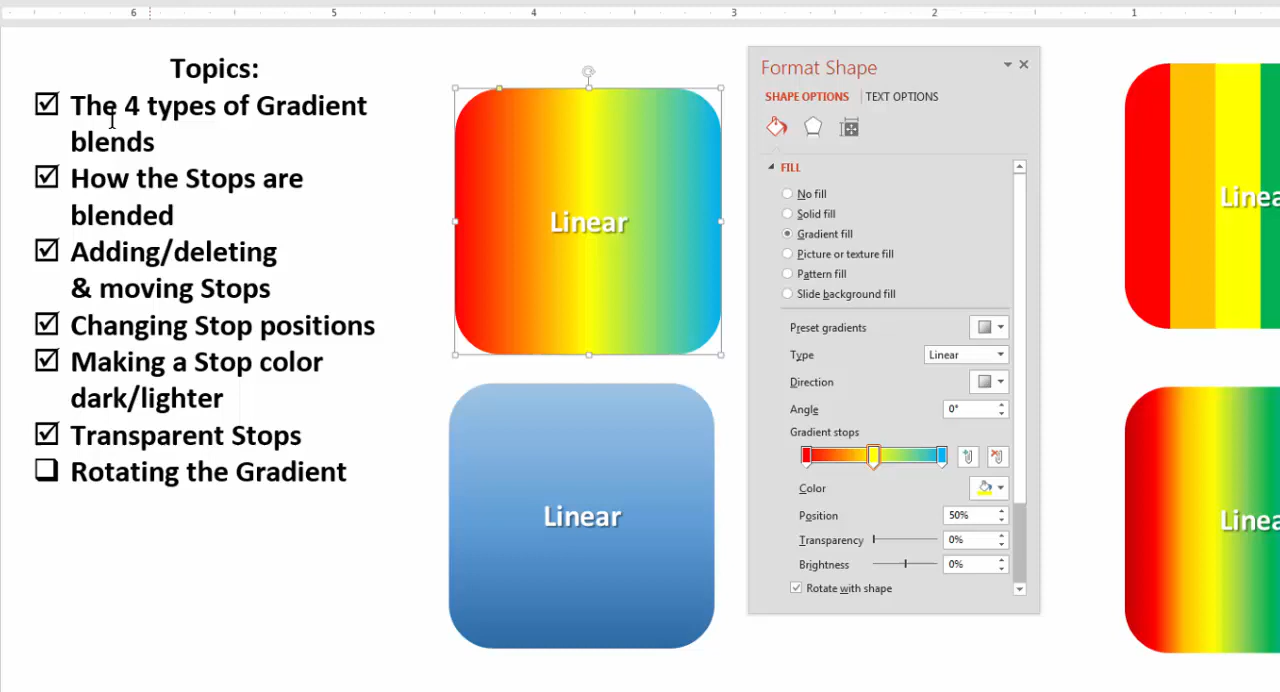 6 5 4 3 2 1
Topics:
The 4 types of Gradient
blends
How the Stops are
blended
Adding/deleting
& moving Stops
Changing Stop positions
Making a Stop color
dark/lighter
Transparent Stops
Rotating the Gradient
Linear
Linear
Format Shape
SHAPE OPTIONS TEXT OPTIONS
FILL
No fill
Solid fill
Gradient fill
Picture or texture fill
Pattern fill
Slide background fill
Preset gradients
Type Linear
Direction
Angle 0°
Gradient stops
Color
Position 50%
Transparency 0%
Brightness 0%
Rotate with shape
Linea
Linea